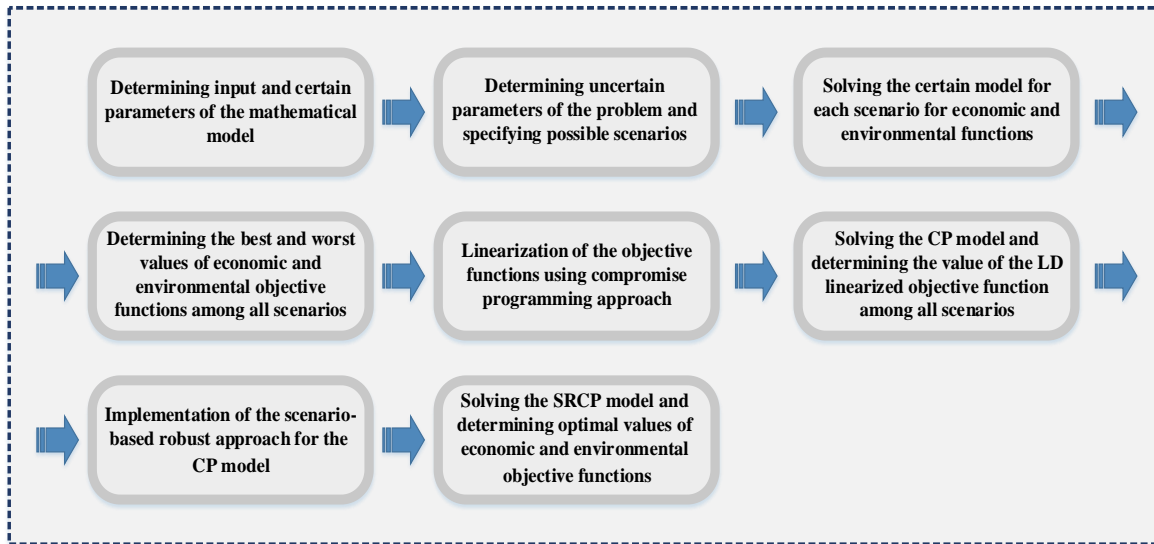 Determining input and certain
parameters of the mathematical
model
Determining uncertain
parameters of the problem and
specifying possible scenarios
Solving the certain model for
each scenario for economic and
environmental functions
Determining the best and worst
values of economic and
environmental objective
functions among all scenarios
Linearization of the objective
functions using compromise
programming approach
Solving the CP model and
determining the value of the LD
linearized objective function
among all scenarios
Implementation of the scenario-
based robust approach for the
CP model
Solving the SRCP model and
determining optimal values of
economic and environmental
objective functions